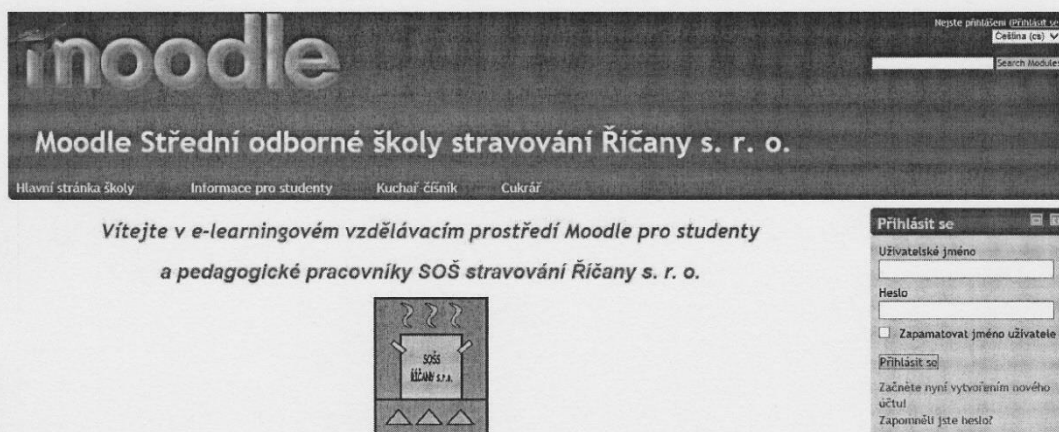 moodle
Nejste přihlášeni (Přihlásit se
Čeština (cs)
Search Modules
Moodle Střední odborné školy stravování Říčany s. r. o.
Hlavní stránka školy
Informace pro studenty
Kuchař číšník
Cukrář
Vítejte v e-learningovém vzdělávacím prostředí Moodle pro studenty
a pedagogické pracovníky SOŠ stravování Říčany s. r. o.
SOŠS
ŘÍČANY s.r.o.
Přihlásit se
Uživatelské jméno
Heslo
Zapamatovat jméno uživatele
Přihlásit se
Začněte nyní vytvořením nového
účtu!
Zapomněli jste heslo?